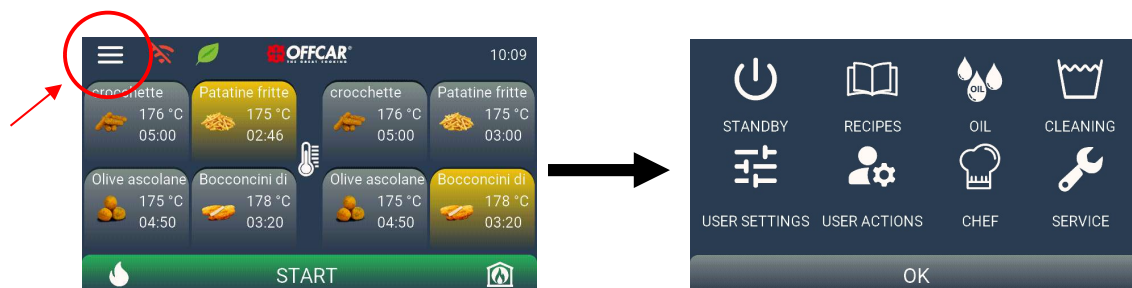 OFFCAR®
THE GREAT COOKING
10:09
crocchette
176 °C
05:00
Patatine fritte
175 °C
02:46
crocchette
176 °C
05:00
Patatine fritte
175 °C
03:00
Olive ascolane
175 °C
04:50
Bocconcini di
178 °C
03:20
Olive ascolane
175 °C
04:50
Bocconcini di
178 °C
03:20
START
STANDBY
RECIPES
OIL
OIL
CLEANING
USER SETTINGS
USER ACTIONS
CHEF
SERVICE
OK